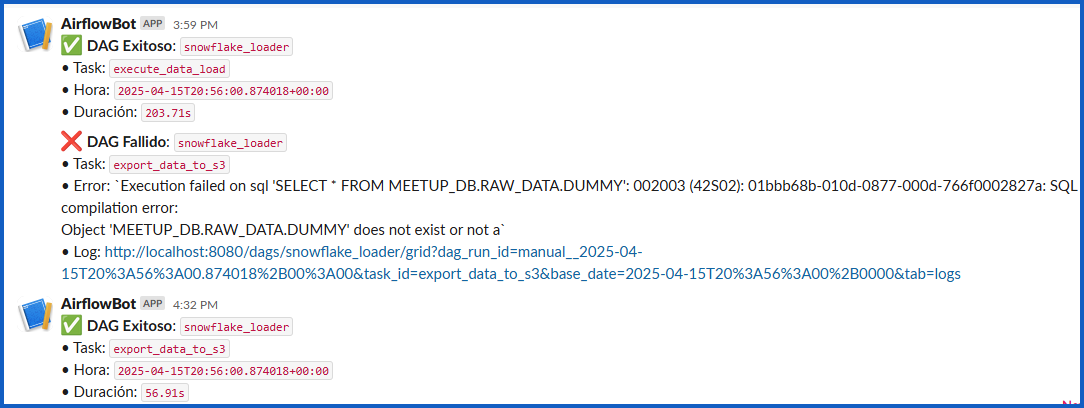 AirflowBot APP 3:59 PM
✅ DAG Exitoso: snowflake_loader
• Task: execute_data_load
• Hora: 2025-04-15T20:56:00.874018+00:00
• Duración: 203.71s
❌ DAG Fallido: snowflake_loader
• Task: export_data_to_s3
• Error: `Execution failed on sql 'SELECT * FROM MEETUP_DB.RAW_DATA.DUMMY': 002003 (42S02): 01bbb68b-010d-0877-000d-766f0002827a: SQL
compilation error:
Object 'MEETUP_DB.RAW_DATA.DUMMY' does not exist or not a`
• Log: http://localhost:8080/dags/snowflake_loader/grid?dag_run_id=manual__2025-04-
15T20%3A56%3A00.874018%2B00%3A00&task_id=export_data_to_s3&base_date=2025-04-15T20%3A56%3A00%2B0000&tab=logs
AirflowBot APP 4:32 PM
✅ DAG Exitoso: snowflake_loader
• Task: export_data_to_s3
• Hora: 2025-04-15T20:56:00.874018+00:00
• Duración: 56.91s